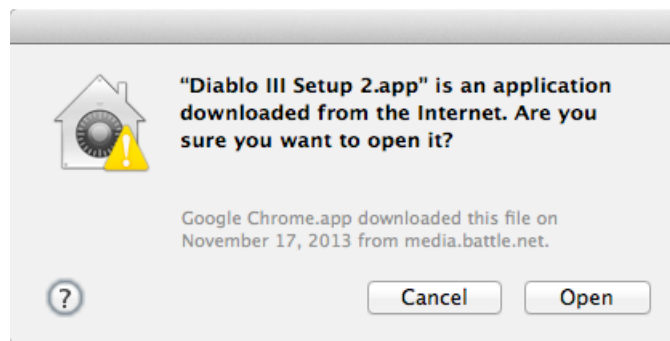 “Diablo III Setup 2.app” is an application
downloaded from the Internet. Are you
sure you want to open it?
Google Chrome.app downloaded this file on
November 17, 2013 from media.battle.net.
?
Cancel
Open